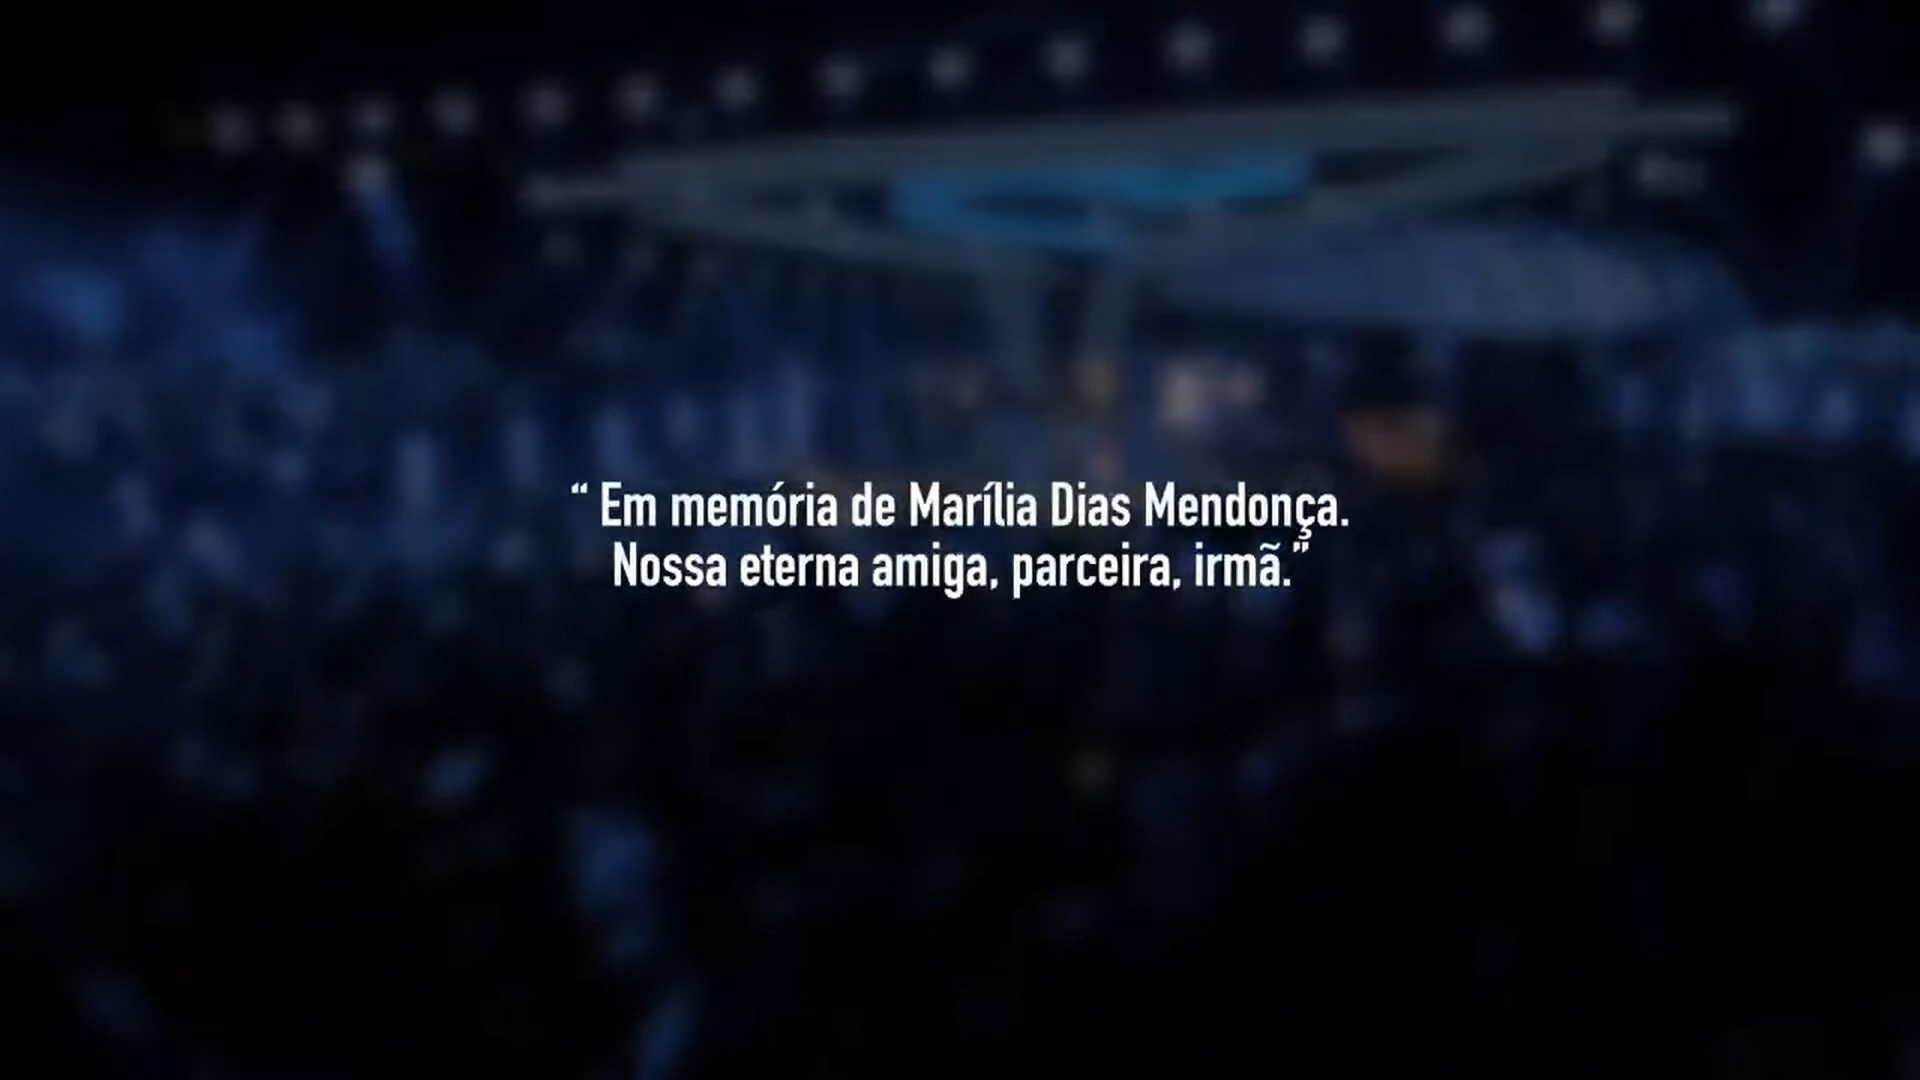 “ Em memória de Marília Dias Mendonça.
Nossa eterna amiga, parceira, irmã.”